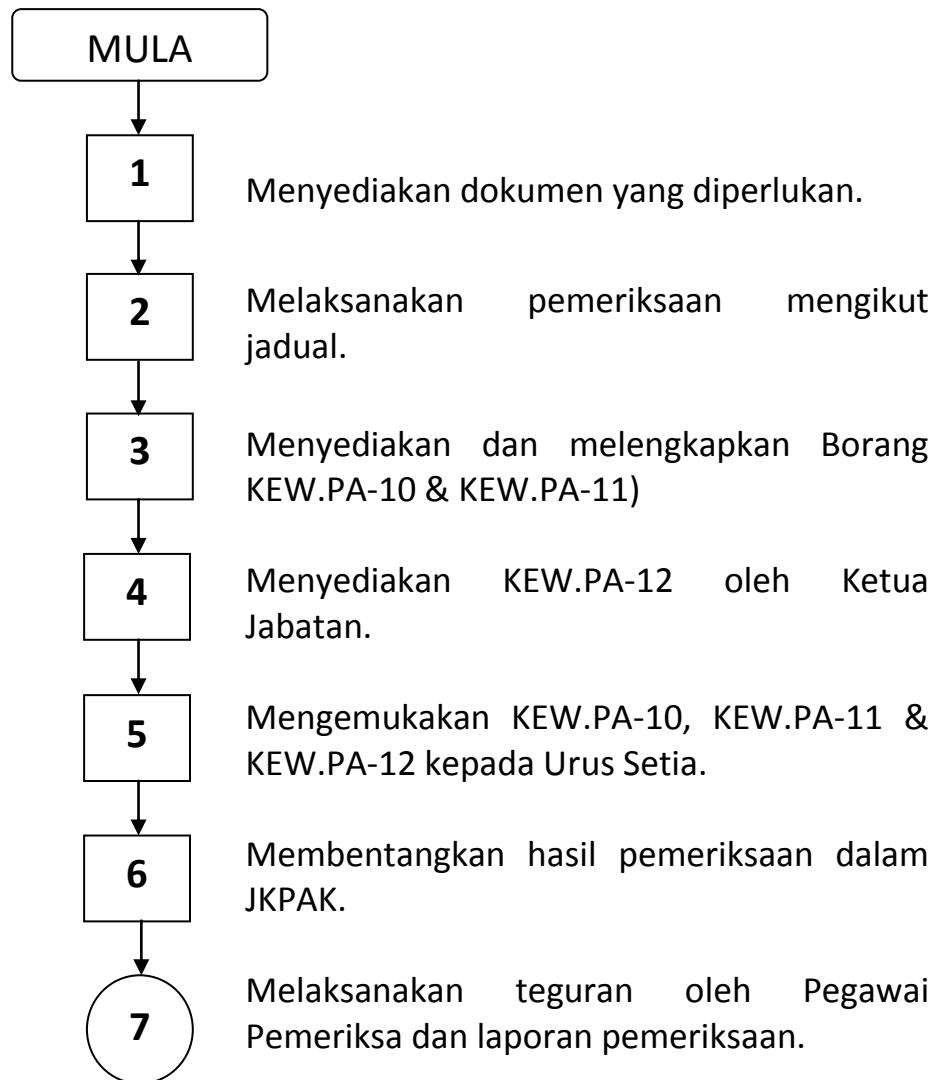 MULA
1
Menyediakan dokumen yang diperlukan.
2
Melaksanakan pemeriksaan mengikut
jadual.
3
Menyediakan dan melengkapkan Borang
KEW.PA-10 & KEW.PA-11)
4
Menyediakan KEW.PA-12 oleh Ketua
Jabatan.
5
Mengemukakan KEW.PA-10, KEW.PA-11 &
KEW.PA-12 kepada Urus Setia.
6
Membentangkan hasil pemeriksaan dalam
JKPAK.
7
Melaksanakan teguran oleh Pegawai
Pemeriksa dan laporan pemeriksaan.